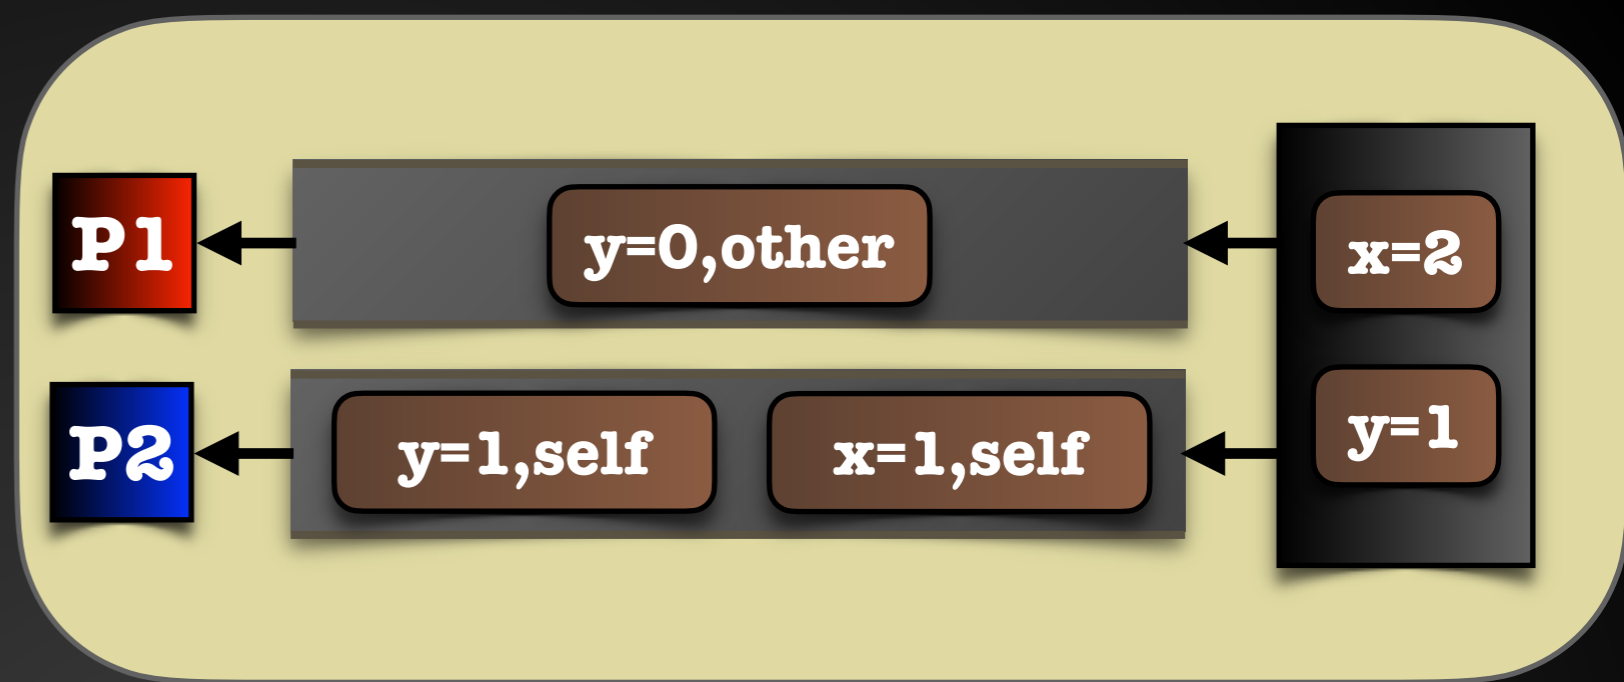 P1
y=0,other
x=2
P2
y=1,self
x=1,self
y=1